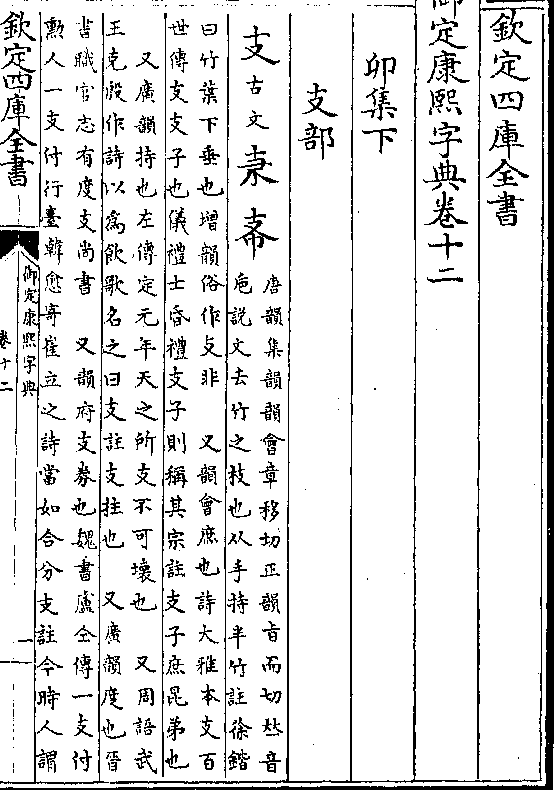 欽定四庫全書
御定康熙字典卷十二
卯集下
支部
支古文𠦙𢺶唐韻集韻韻會章移切正韻旨而切𠀤音
巵說文去竹之枝也从手持半竹註徐鍇
曰竹葉下垂也增韻俗作攴非 又韻會庶也詩大雅本支百
世傳支支子也儀禮士昏禮支子則稱其宗註支子庶昆弟也
又廣韻持也左傳定元年天之所支不可壞也 又周語武
王克殷作詩以為飲歌名之曰支註支拄也 又廣韻度也晉
書職官志有度支尚書 又韻府支券也魏書盧仝傳一支付
勲人一支付行臺韓愈寄崔立之詩當如合分支註今時人謂
欽定四庫全書
御定康熙字典
卷十二
一